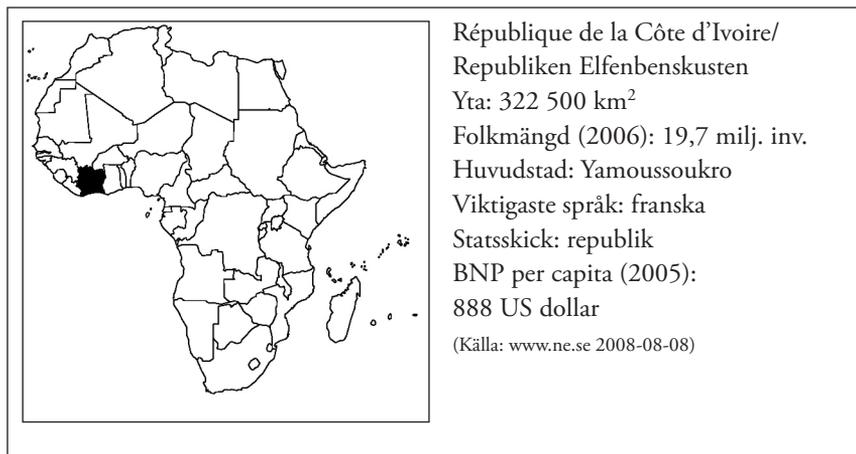 République de la Côte d’Ivoire/
Republiken Elfenbenskusten
Yta: 322 500 km²
Folkmängd (2006): 19,7 milj. inv.
Huvudstad: Yamoussoukro
Viktigaste språk: franska
Statsskick: republik
BNP per capita (2005):
888 US dollar
(Källa: www.ne.se 2008-08-08)